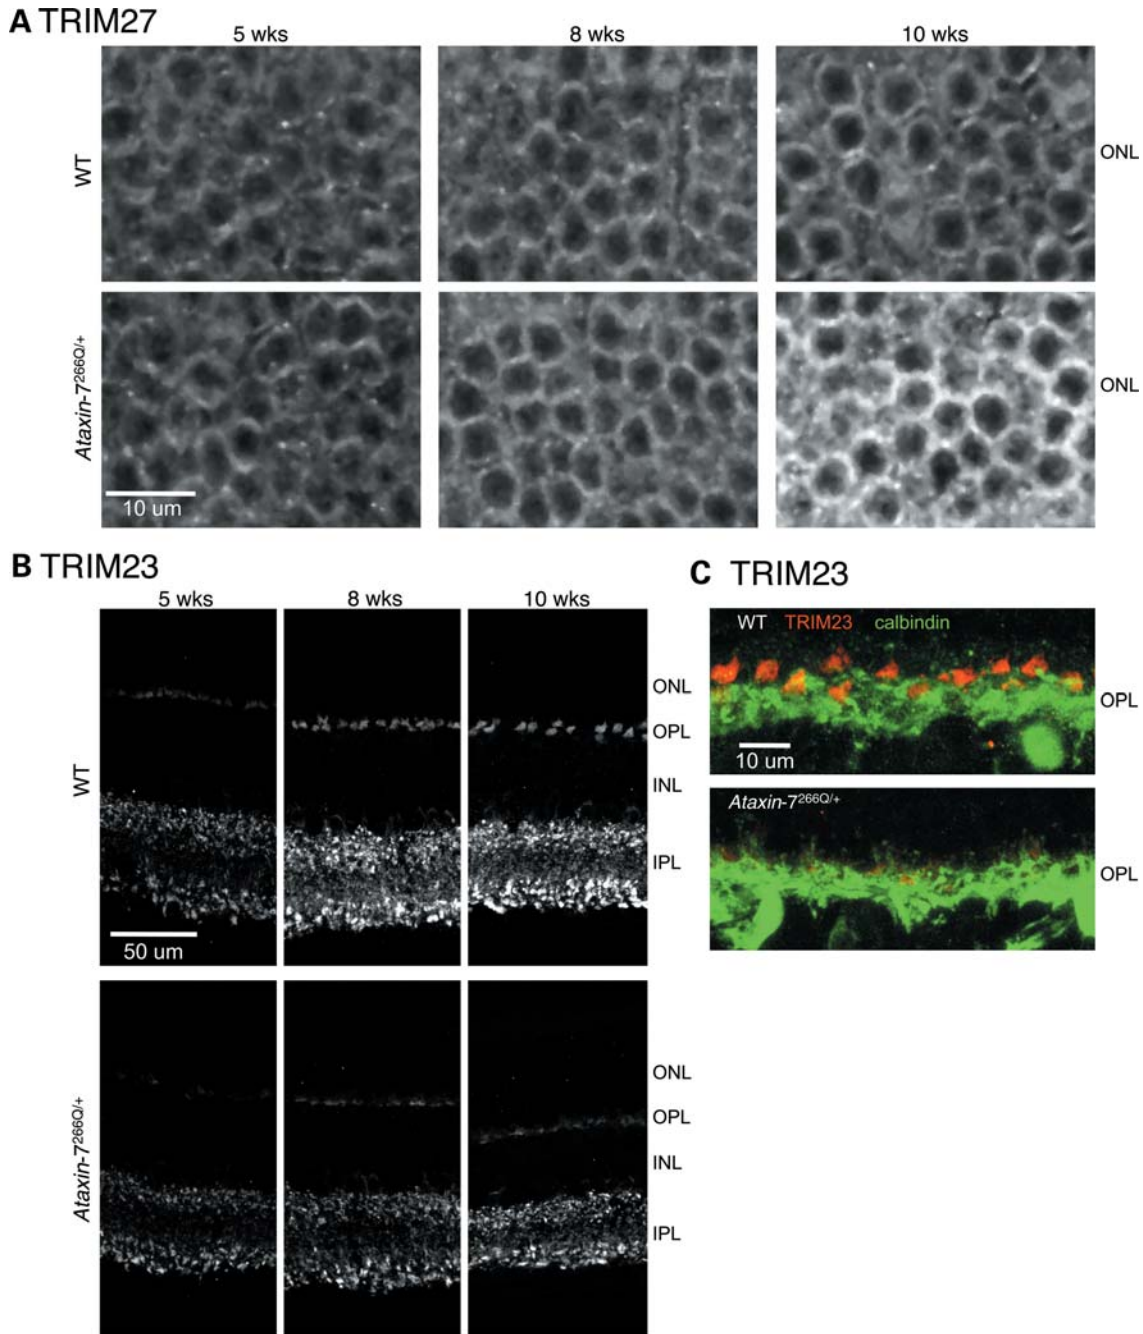 A TRIM27
5 wks 8 wks 10 wks
WT
ONL
Ataxin-7266Q/+
ONL
10 um
B TRIM23
5 wks 8 wks 10 wks
WT
ONL
OPL
INL
IPL
50 um
Ataxin-7266Q/+
ONL
OPL
INL
IPL
C TRIM23
WT TRIM23 calbindin
OPL
10 um
Ataxin-7266Q/+
OPL